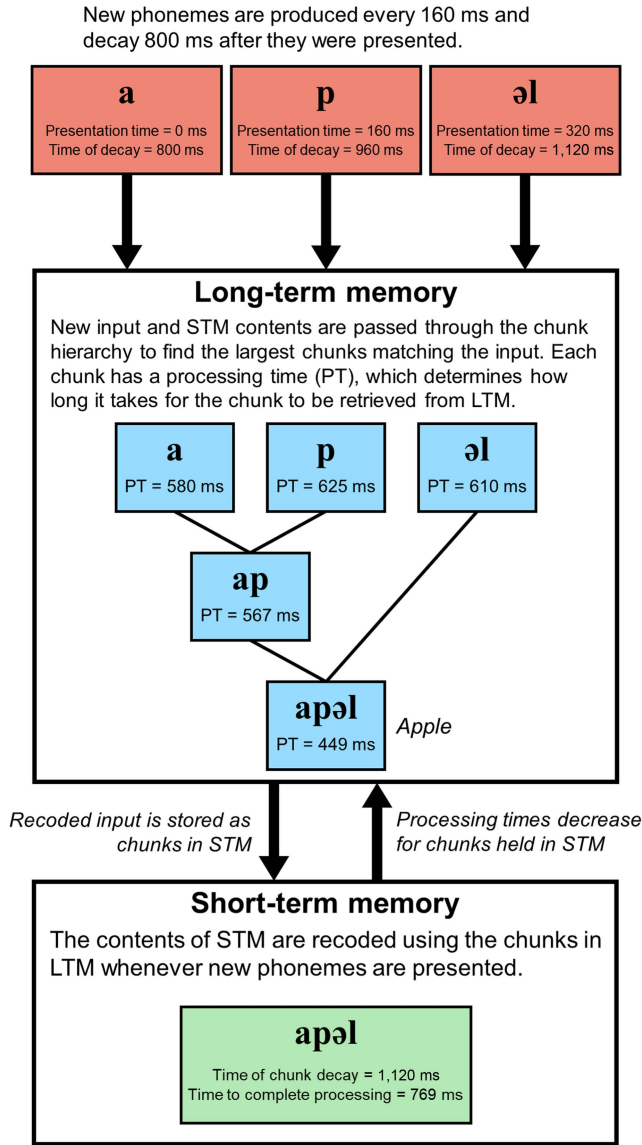 New phonemes are produced every 160 ms and
decay 800 ms after they were presented.
a
Presentation time = 0 ms
Time of decay = 800 ms
p
Presentation time = 160 ms
Time of decay = 960 ms
əl
Presentation time = 320 ms
Time of decay = 1,120 ms
Long-term memory
New input and STM contents are passed through the chunk
hierarchy to find the largest chunks matching the input. Each
chunk has a processing time (PT), which determines how
long it takes for the chunk to be retrieved from LTM.
a
PT = 580 ms
p
PT = 625 ms
əl
PT = 610 ms
ap
PT = 567 ms
apəl
PT = 449 ms
Apple
Recoded input is stored as
chunks in STM
Processing times decrease
for chunks held in STM
Short-term memory
The contents of STM are recoded using the chunks in
LTM whenever new phonemes are presented.
apəl
Time of chunk decay = 1,120 ms
Time to complete processing = 769 ms